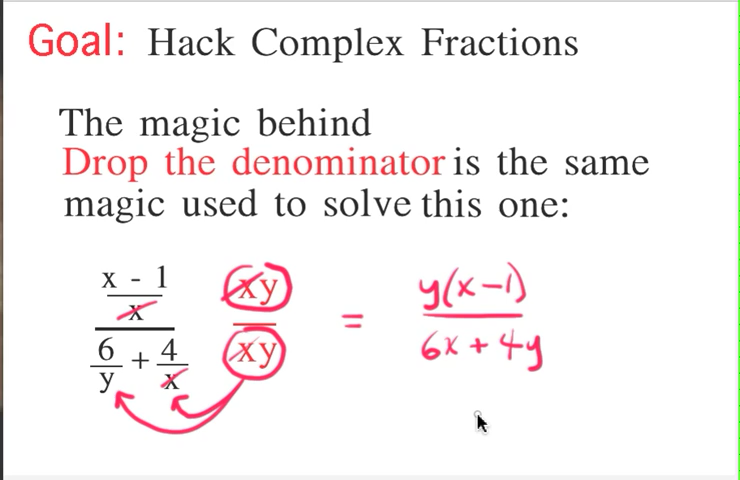 Goal: Hack Complex Fractions
The magic behind
Drop the denominator is the same
magic used to solve this one:
x - 1 xy y(x-1)
x = 
6 + 4 xy 6x + 4y
y x